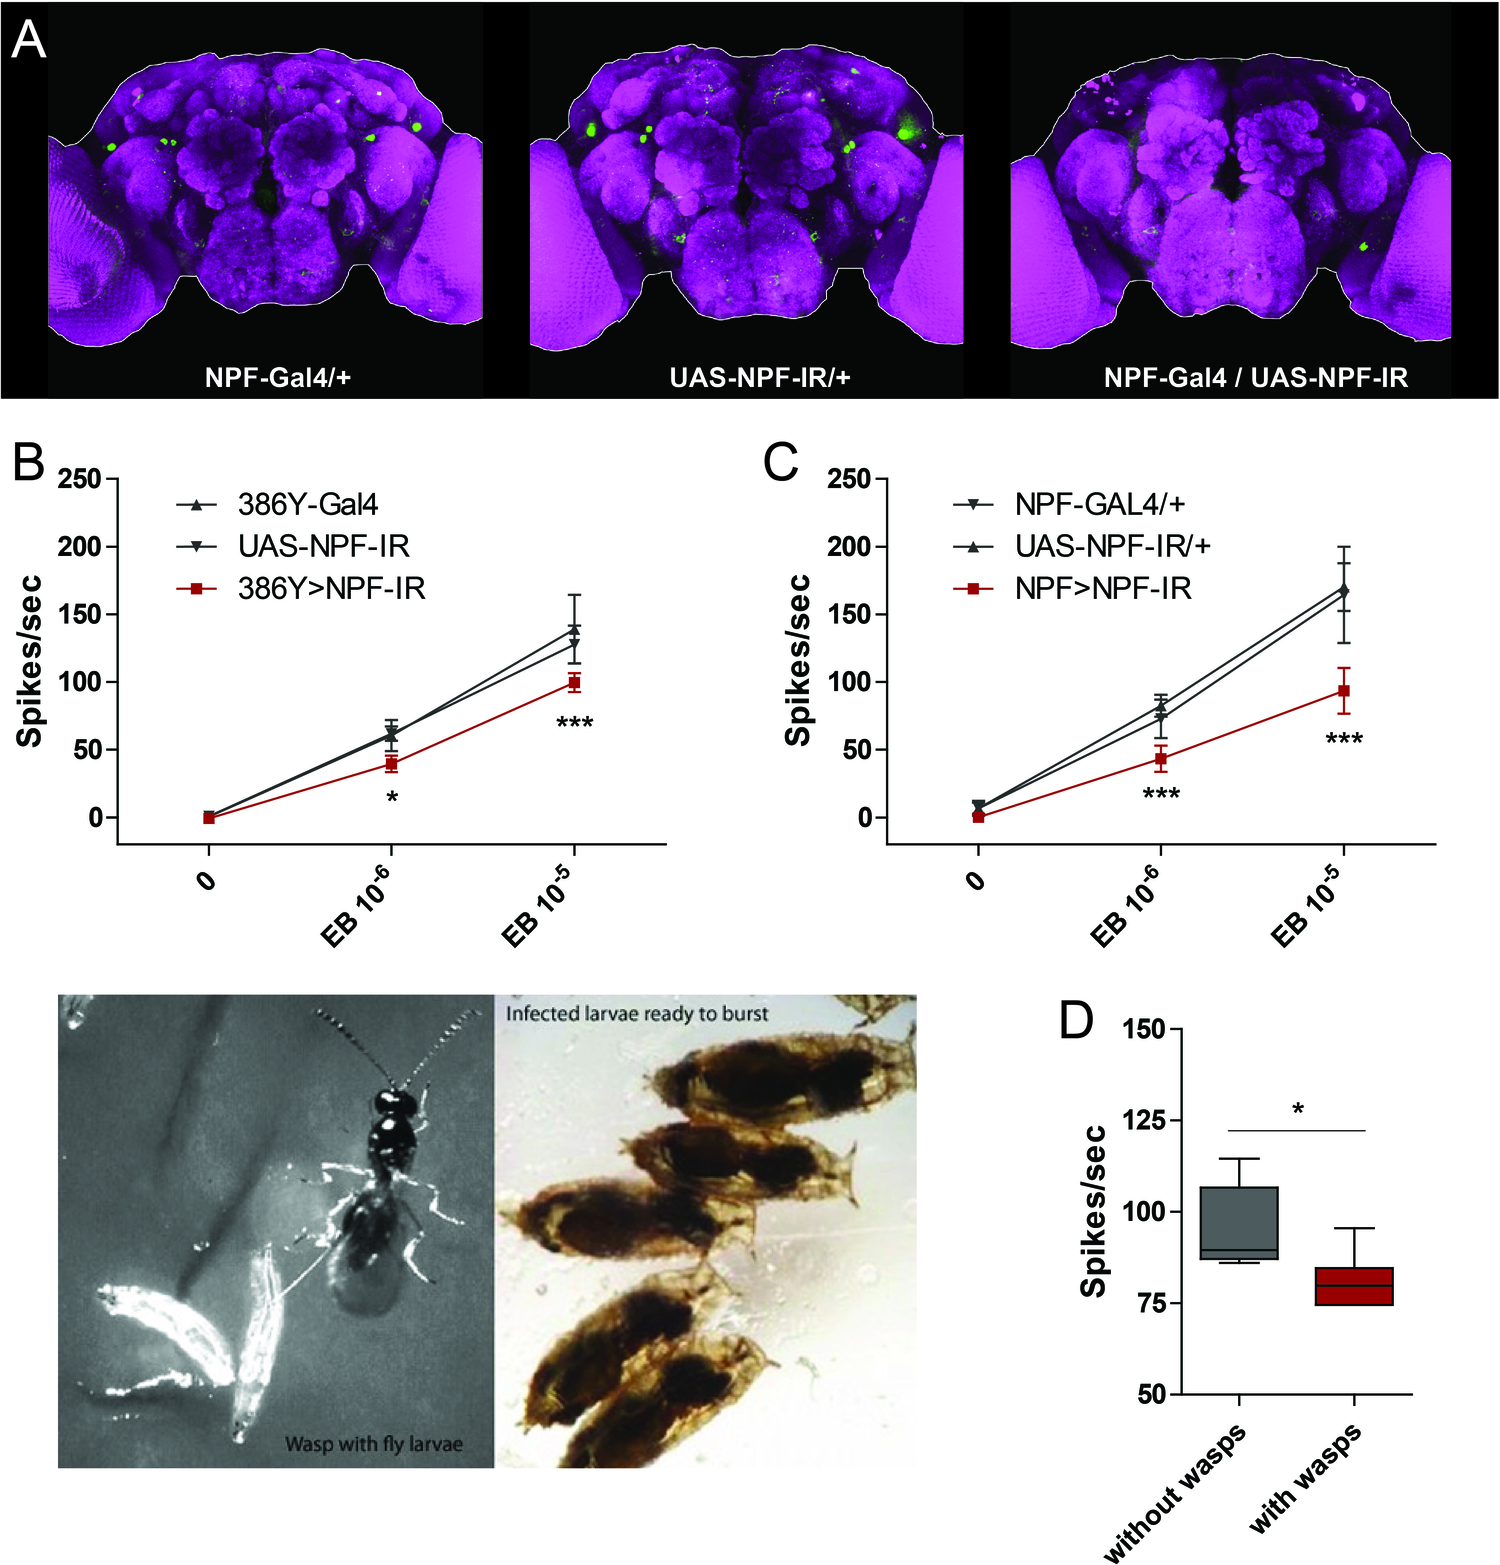 A
NPF-Gal4/+
UAS-NPF-IR/+
NPF-Gal4 / UAS-NPF-IR
B
250
200
150
100
50
0
Spikes/sec
386Y-Gal4
UAS-NPF-IR
386Y>NPF-IR
*
***
0
EB 10-6
EB 10-5
C
250
200
150
100
50
0
Spikes/sec
NPF-GAL4/+
UAS-NPF-IR/+
NPF>NPF-IR
***
***
0
EB 10-6
EB 10-5
Wasp with fly larvae
Infected larvae ready to burst
D
150
125
100
75
50
Spikes/sec
*
without wasps
with wasps